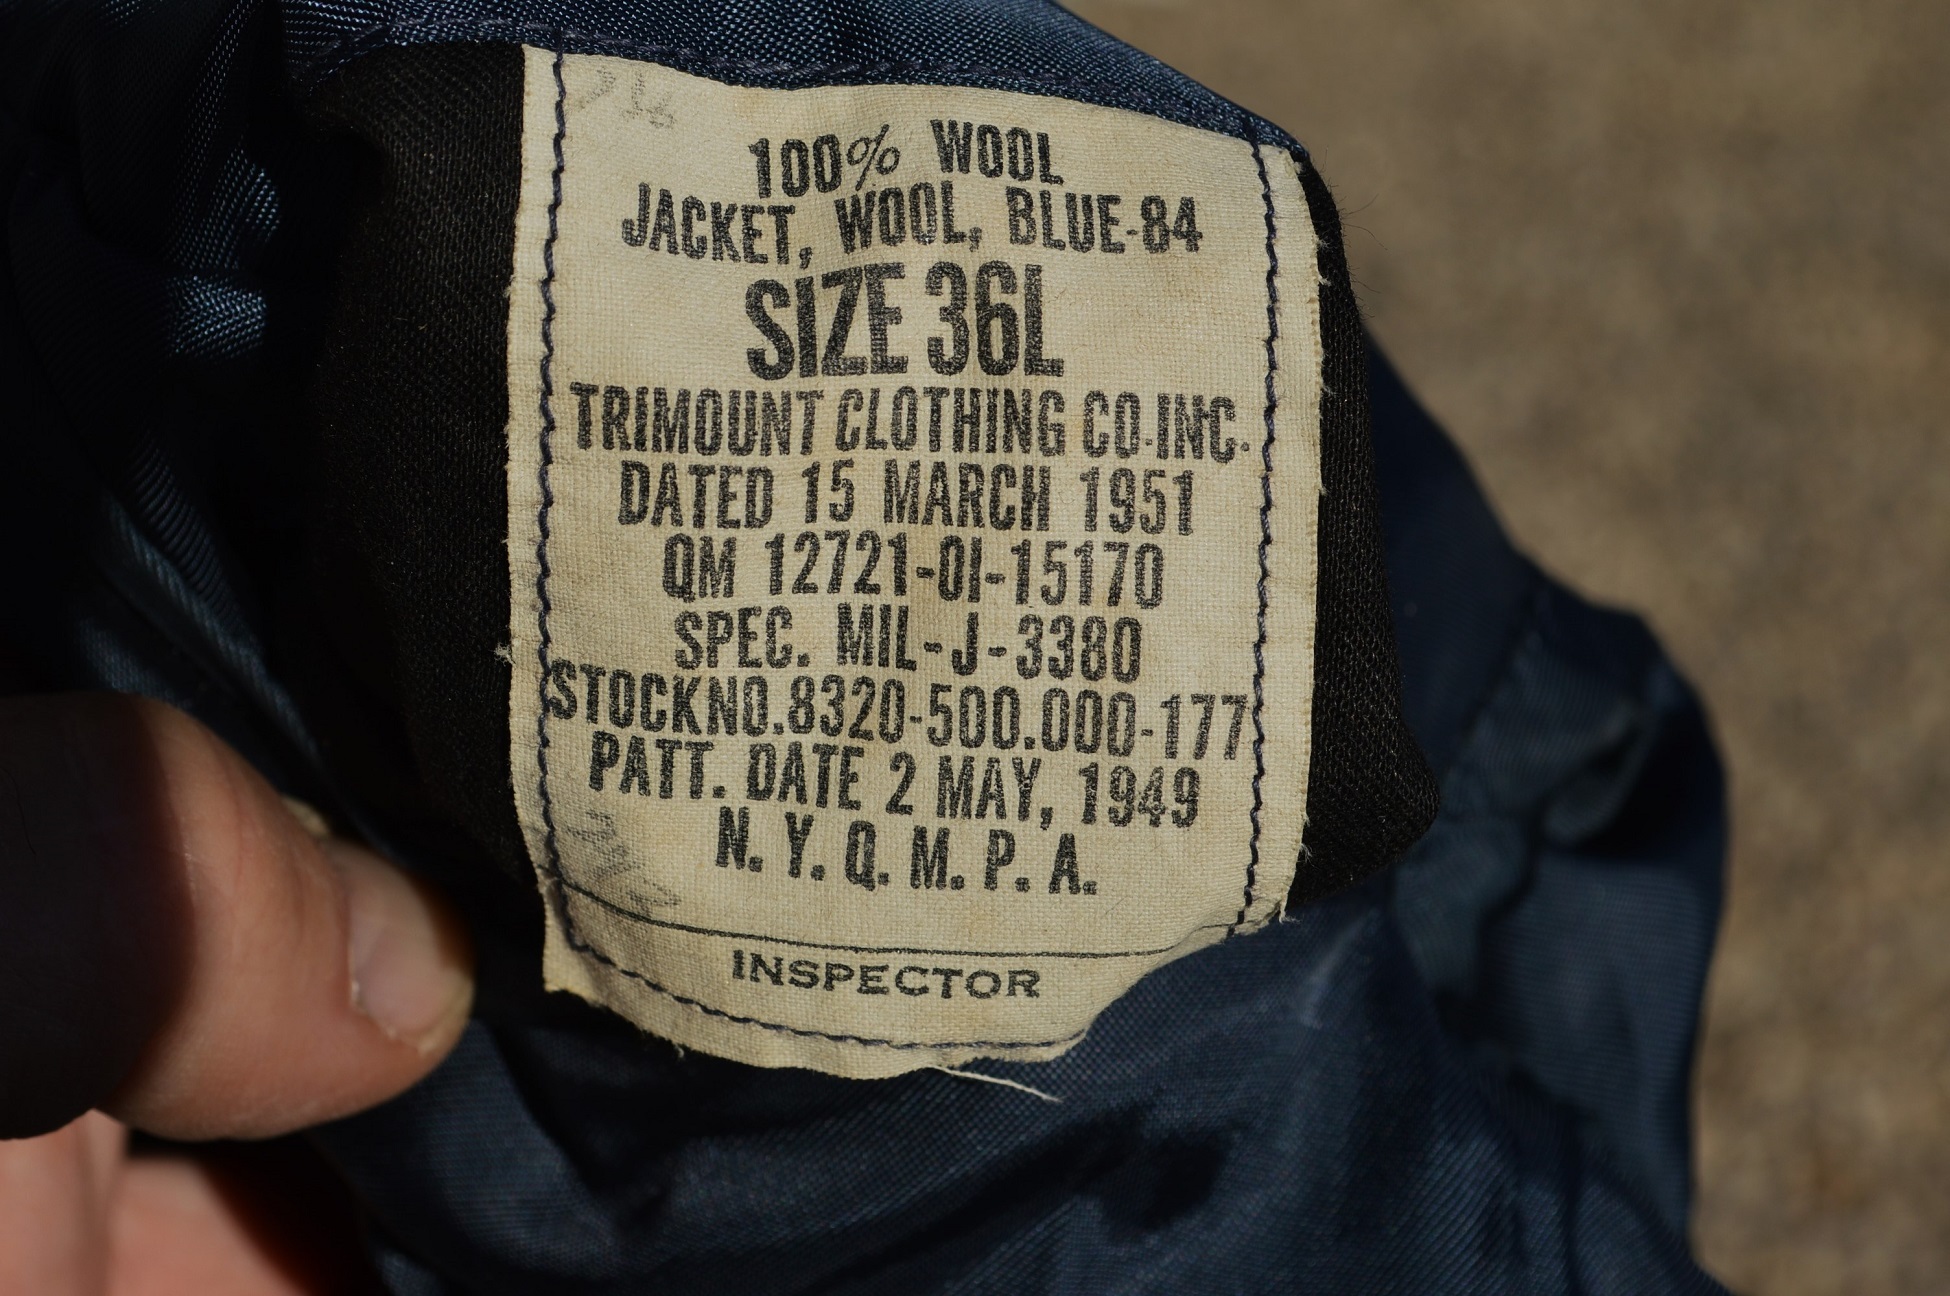 100% WOOL
JACKET, WOOL, BLUE-84
SIZE 36L
TRIMOUNT CLOTHING CO.INC.
DATED 15 MARCH 1951
QM 12721-OI-15170
SPEC. MIL-J-3380
STOCKNO.8320-500.000-177
PATT. DATE 2 MAY, 1949
N. Y. Q. M. P. A.
INSPECTOR